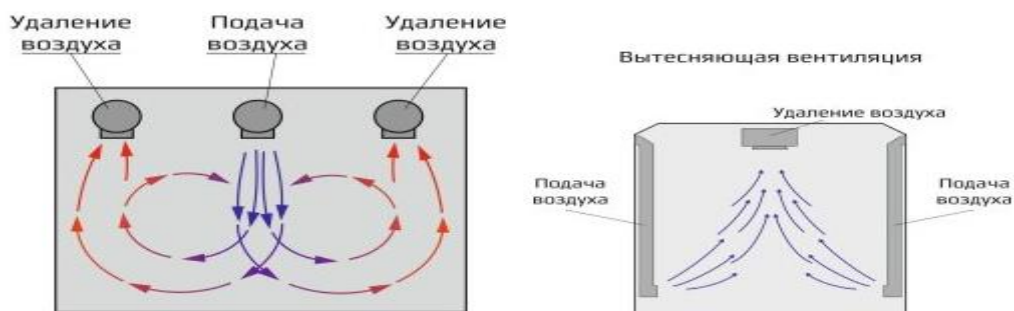 Удаление
воздуха
Подача
воздуха
Удаление
воздуха
Вытесняющая вентиляция
Удаление воздуха
Подача
воздуха
Подача
воздуха